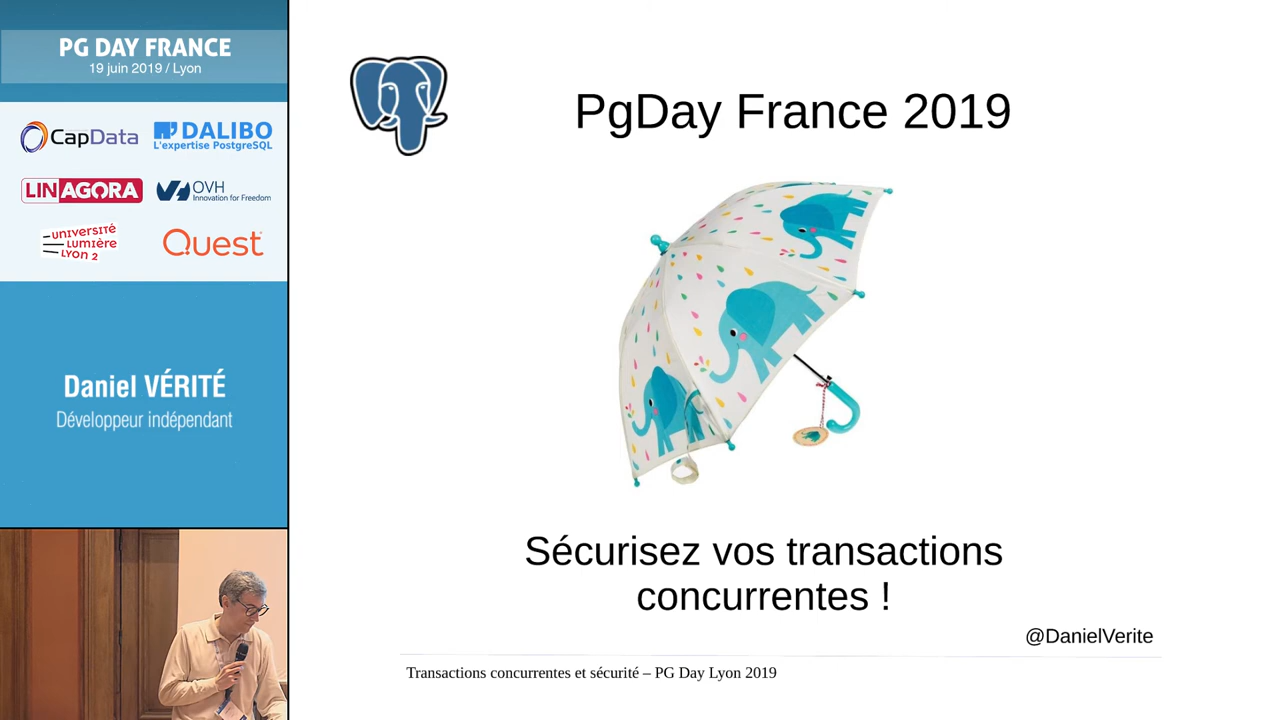 PG DAY FRANCE
19 juin 2019 / Lyon
CapData
DALIBO
L'expertise PostgreSQL
LINAGORA
OVH
Innovation for Freedom
UNIVERSITÉ
LUMIÈRE
LYON 2
Quest
Daniel VÉRITÉ
Développeur indépendant
PgDay France 2019
Sécurisez vos transactions
concurrentes !
@DanielVerite
Transactions concurrentes et sécurité – PG Day Lyon 2019